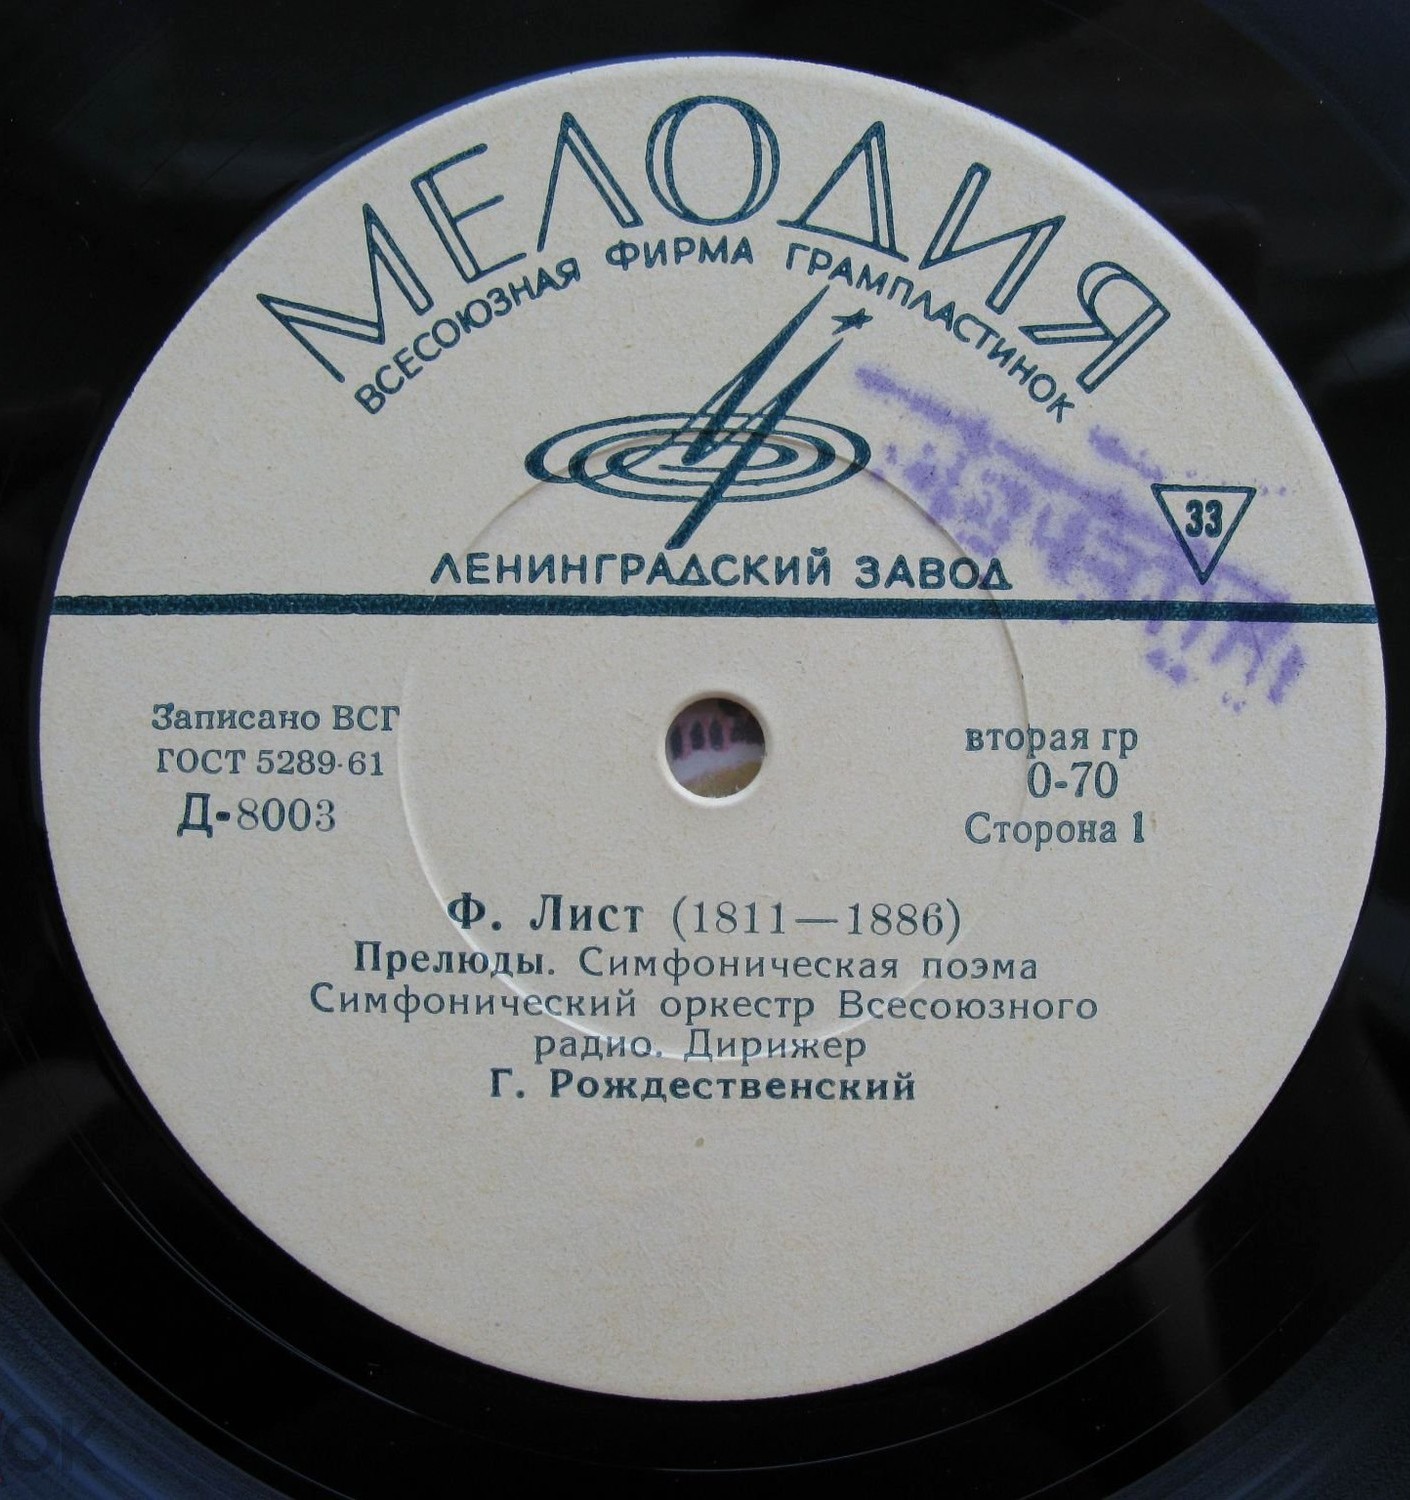 МЕЛОДИЯ
ВСЕСОЮЗНАЯ ФИРМА ГРАМПЛАСТИНОК
33
ЛЕНИНГРАДСКИЙ ЗАВОД
Записано ВСГ
ГОСТ 5289-61
Д-8003
вторая гр
0-70
Сторона 1
Ф. Лист (1811—1886)
Прелюды. Симфоническая поэма
Симфонический оркестр Всесоюзного
радио. Дирижер
Г. Рождественский